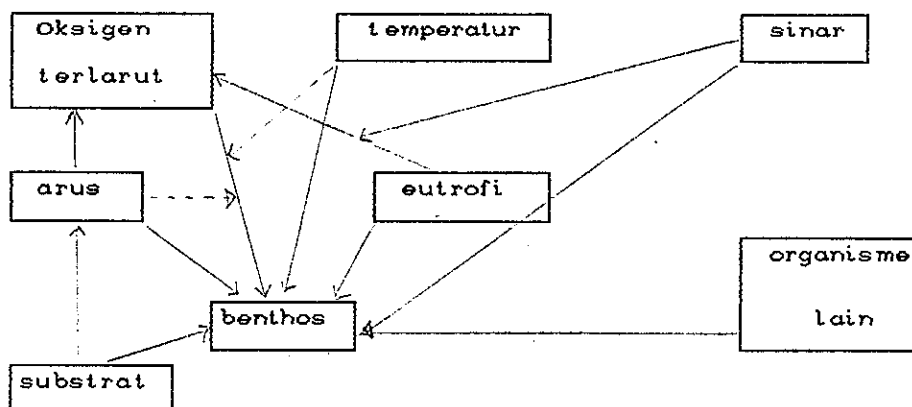 Oksigen
terlarut
temperatur
sinar
arus
eutrofi
organisme
lain
benthos
substrat